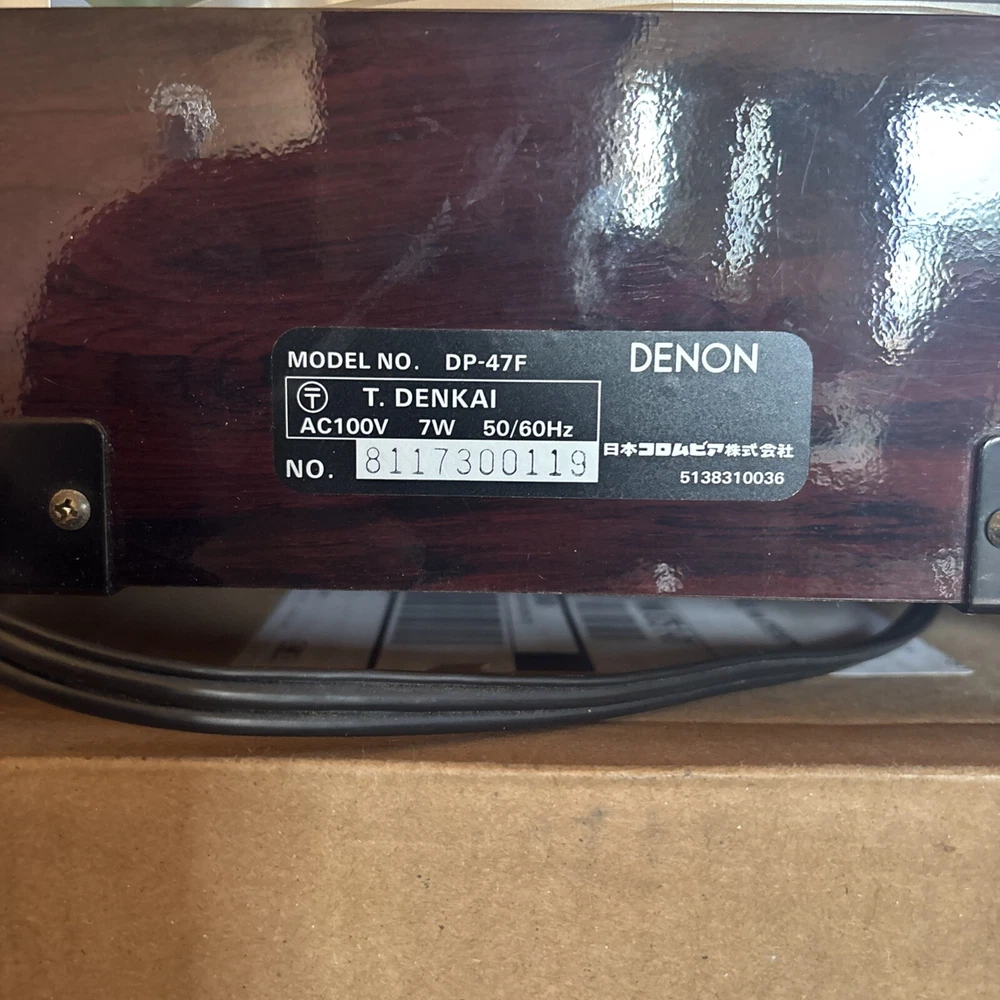 MODEL NO. DP-47F
DENON
〒 T. DENKAI
AC100V 7W 50/60Hz
NO. 8117300119
日本コロムビア株式会社
5138310036